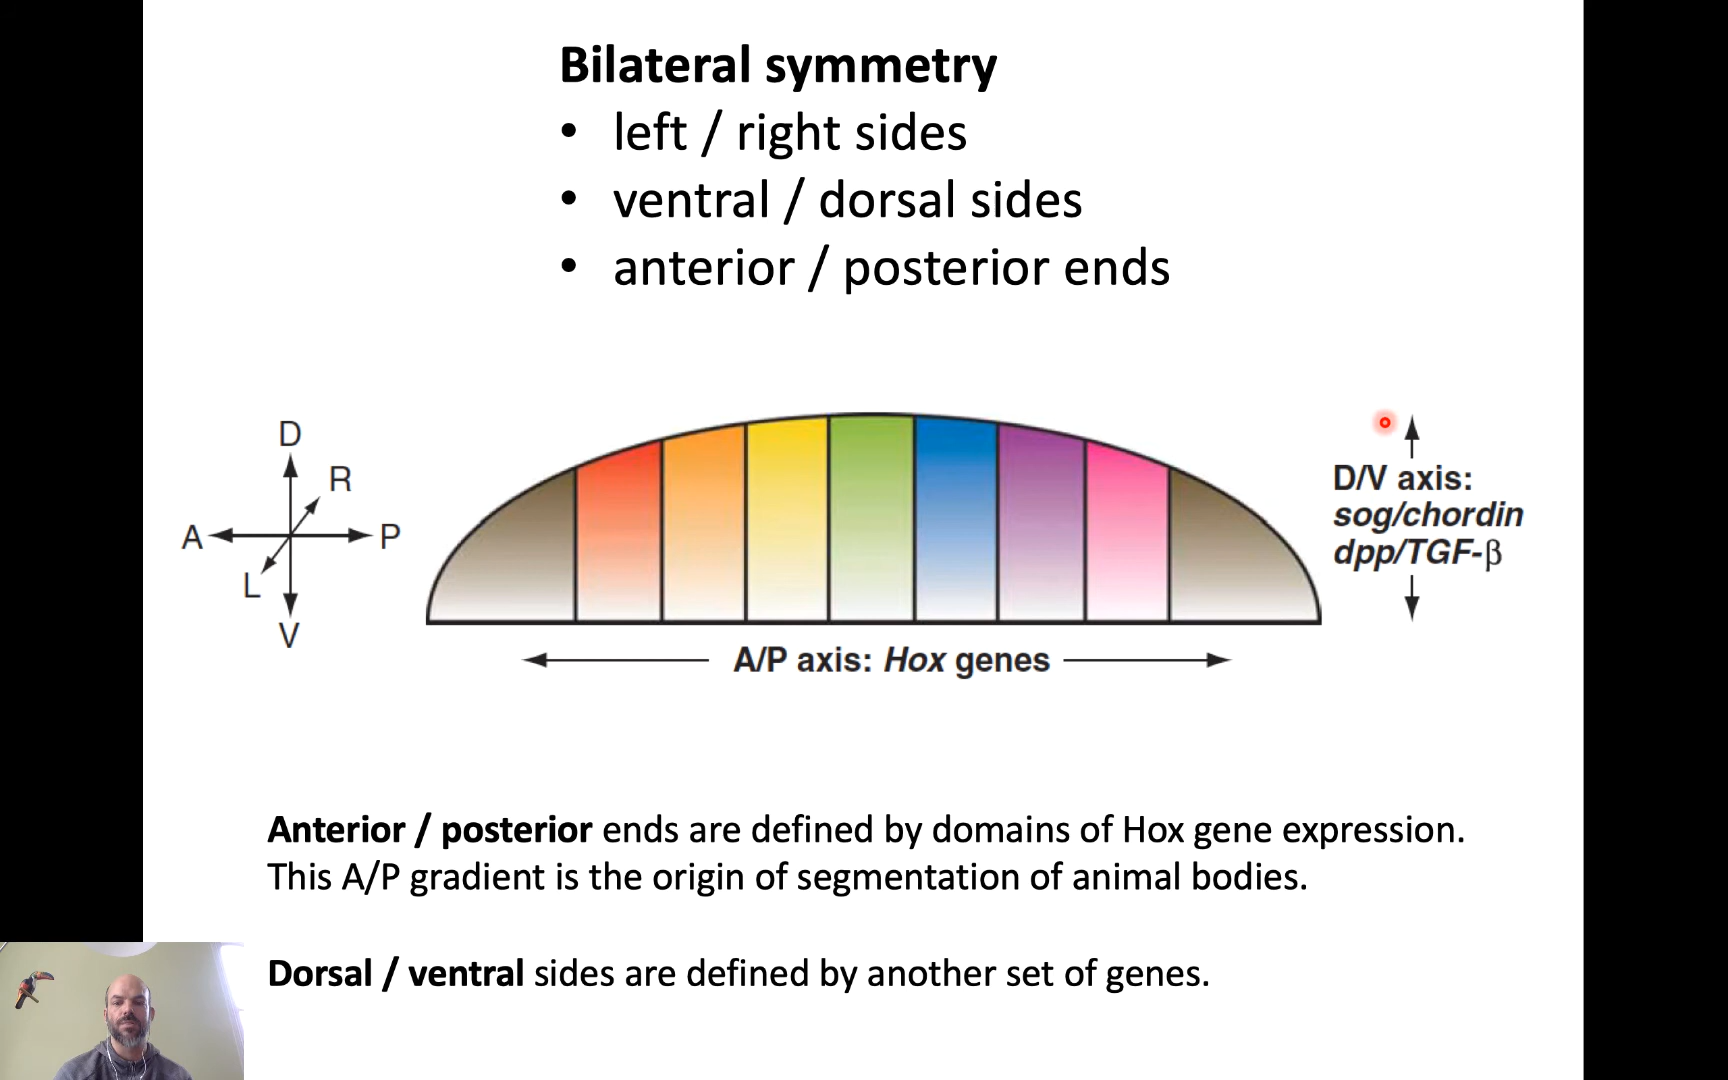 Bilateral symmetry
• left / right sides
• ventral / dorsal sides
• anterior / posterior ends
D
R
A
P
L
V
D/V axis:
sog/chordin
dpp/TGF-β
A/P axis: Hox genes
Anterior / posterior ends are defined by domains of Hox gene expression.
This A/P gradient is the origin of segmentation of animal bodies.
Dorsal / ventral sides are defined by another set of genes.